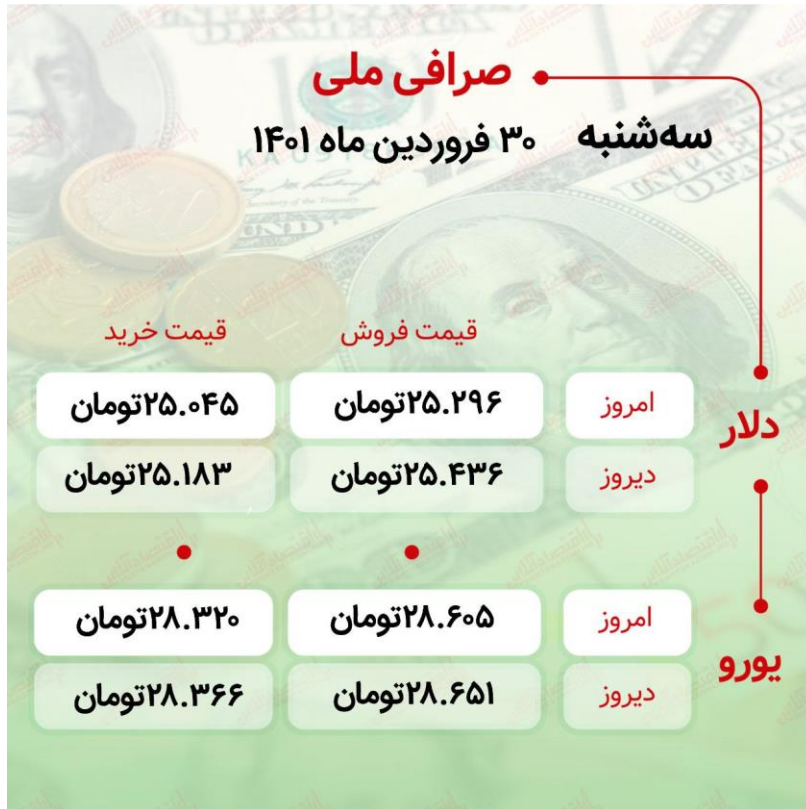 صرافی ملی
سه‌شنبه ۳۰ فروردین ماه ۱۴۰۱
قیمت فروش قیمت خرید
دلار
امروز ۲۵.۲۹۶تومان ۲۵.۰۴۵تومان
دیروز ۲۵.۴۳۶تومان ۲۵.۱۸۳تومان
یورو
امروز ۲۸.۶۰۵تومان ۲۸.۳۲۰تومان
دیروز ۲۸.۶۵۱تومان ۲۸.۳۶۶تومان